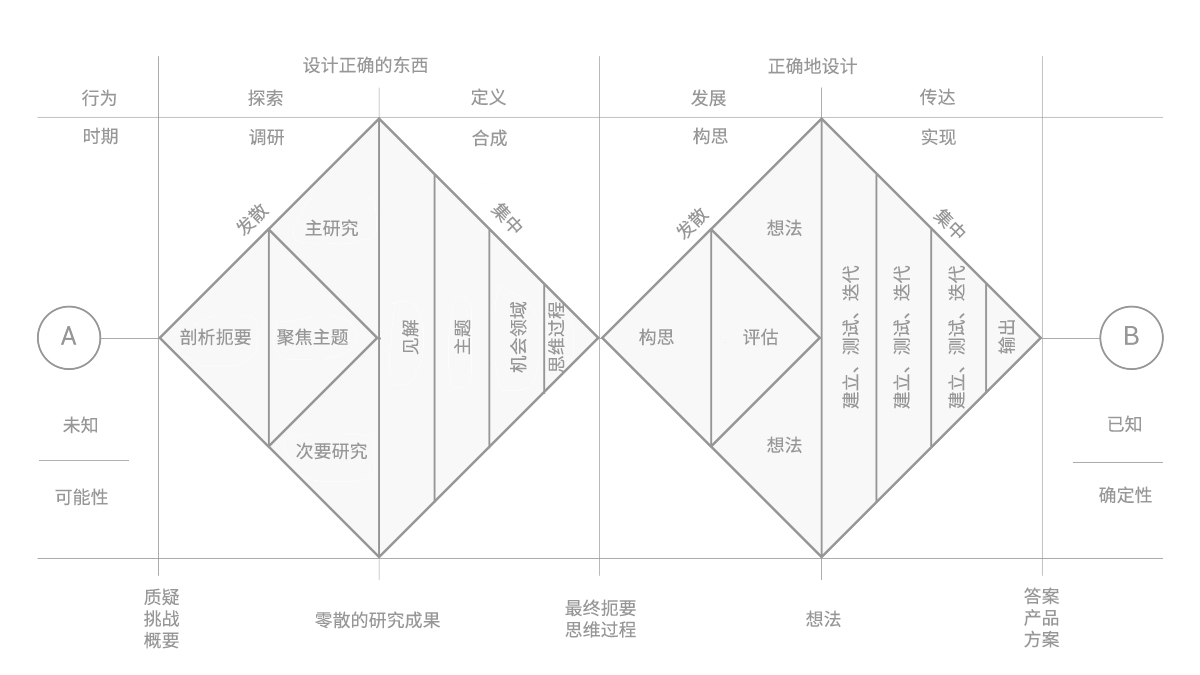 设计正确的东西
正确地设计
行为
探索
定义
发展
传达
时期
调研
合成
构思
实现
发散
集中
发散
集中
主研究
想法
A
剖析扼要
聚焦主题
见解
主题
机会领域
思维过程
构思
评估
建立、测试、迭代
建立、测试、迭代
建立、测试、迭代
输出
B
次要研究
想法
未知
可能性
已知
确定性
质疑
挑战
概要
零散的研究成果
最终扼要
思维过程
想法
答案
产品
方案